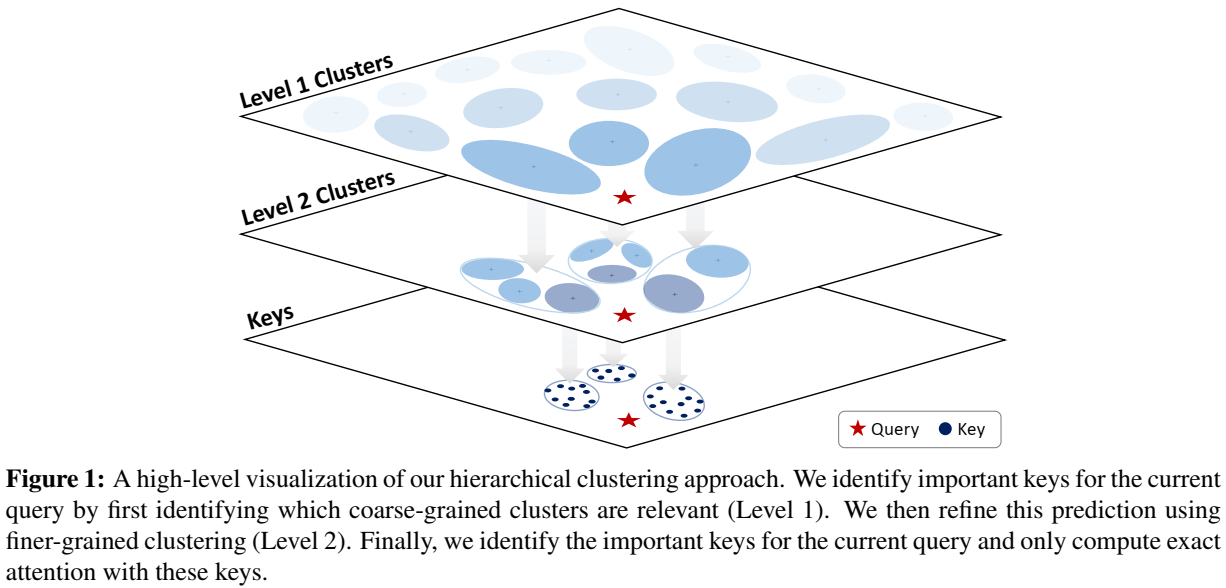 Level 1 Clusters
Level 2 Clusters
Keys
Query
Key
Figure 1: A high-level visualization of our hierarchical clustering approach. We identify important keys for the current
query by first identifying which coarse-grained clusters are relevant (Level 1). We then refine this prediction using
finer-grained clustering (Level 2). Finally, we identify the important keys for the current query and only compute exact
attention with these keys.